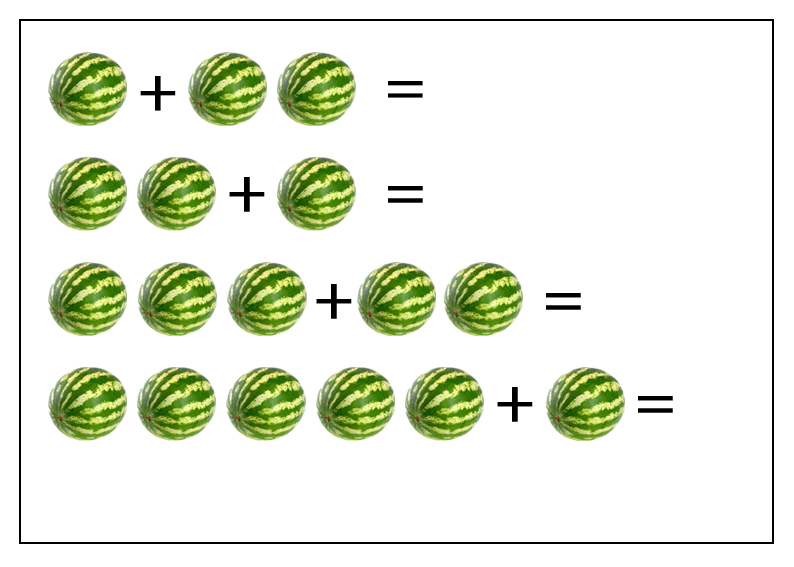 + =
+ =
+ =
+ =